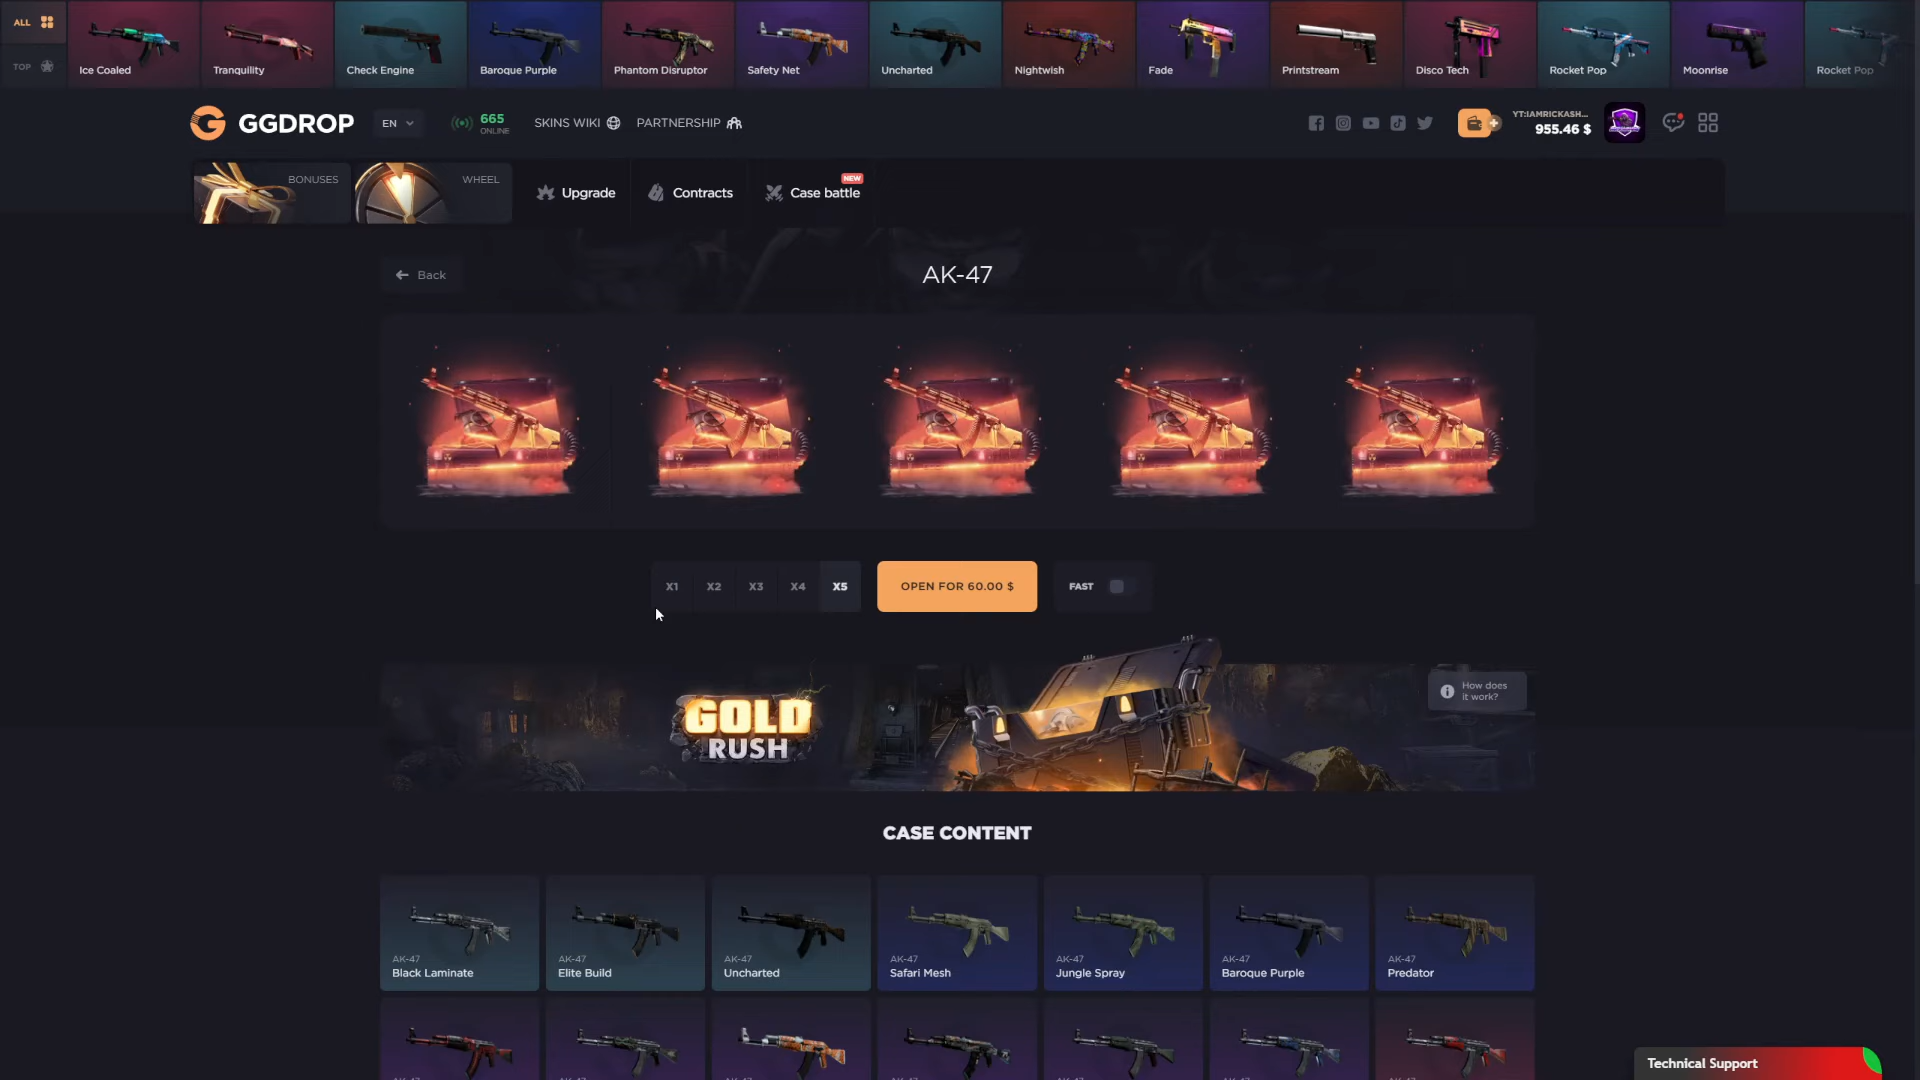 ALL
TOP
Ice Coaled
Tranquility
Check Engine
Baroque Purple
Phantom Disruptor
Safety Net
Uncharted
Nightwish
Fade
Printstream
Disco Tech
Rocket Pop
Moonrise
Rocket Pop
GGDROP
EN
665
ONLINE
SKINS WIKI
PARTNERSHIP
YT:IAMRICKASH...
955.46 $
BONUSES
WHEEL
Upgrade
Contracts
NEW
Case battle
Back
AK-47
X1
X2
X3
X4
X5
OPEN FOR 60.00 $
FAST
GOLD
RUSH
How does
it work?
CASE CONTENT
AK-47
Black Laminate
AK-47
Elite Build
AK-47
Uncharted
AK-47
Safari Mesh
AK-47
Jungle Spray
AK-47
Baroque Purple
AK-47
Predator
Technical Support